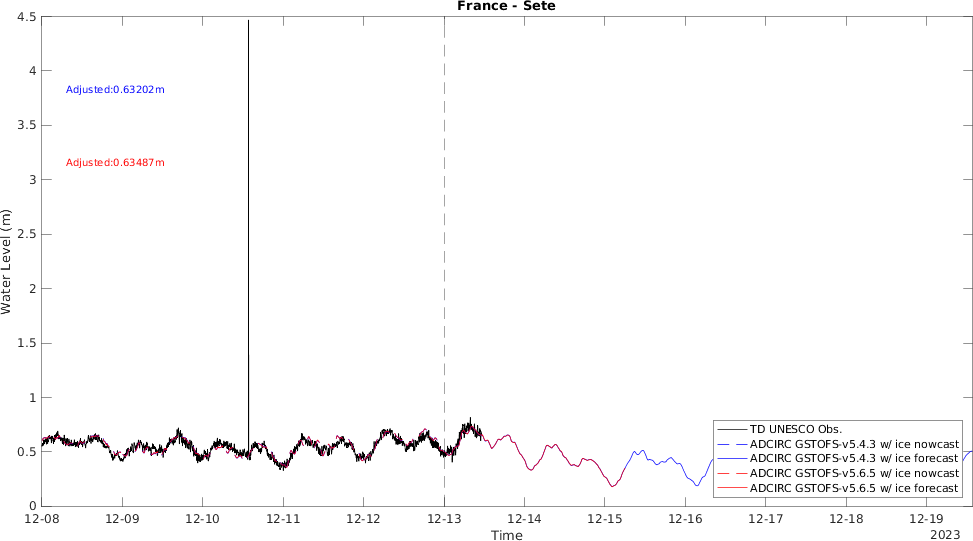 France - Sete
4.5
4
3.5
3
2.5
2
1.5
1
0.5
0
Water Level (m)
Adjusted:0.63202m
Adjusted:0.63487m
TD UNESCO Obs.
ADCIRC GSTOFS-v5.4.3 w/ ice nowcast
ADCIRC GSTOFS-v5.4.3 w/ ice forecast
ADCIRC GSTOFS-v5.6.5 w/ ice nowcast
ADCIRC GSTOFS-v5.6.5 w/ ice forecast
12-08 12-09 12-10 12-11 12-12 12-13 12-14 12-15 12-16 12-17 12-18 12-19
Time
2023